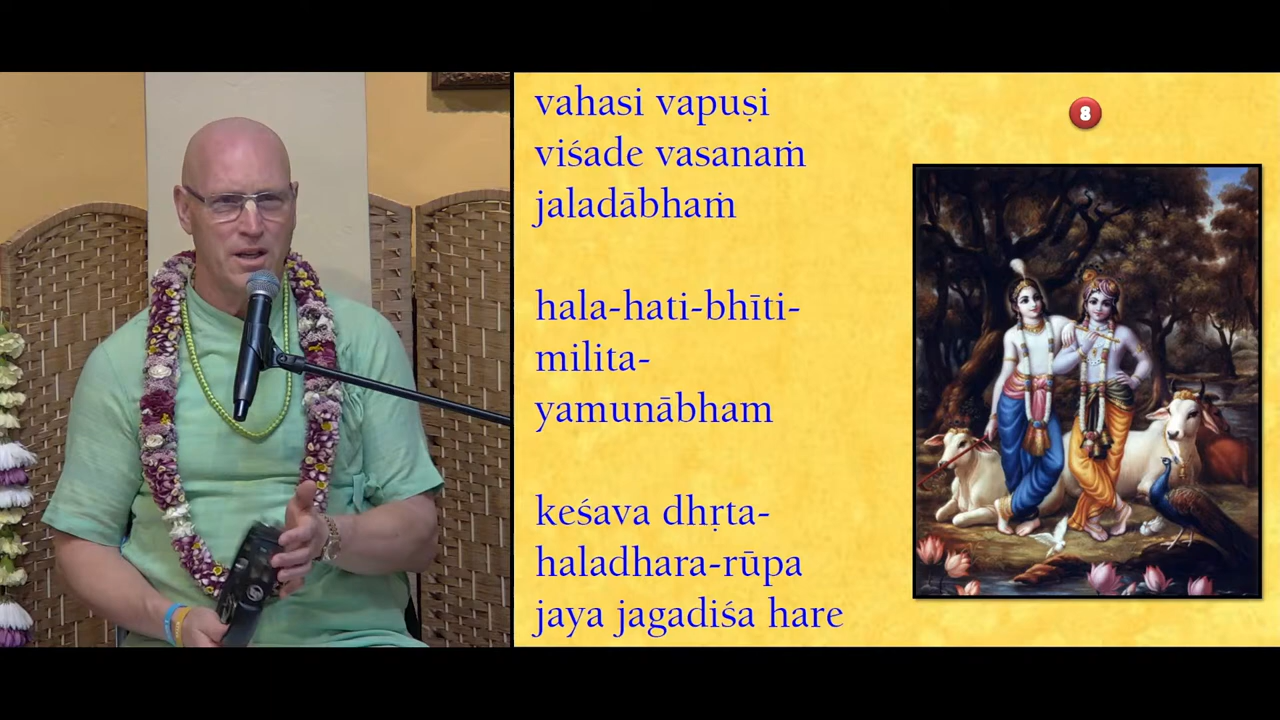 vahasi vapuṣi
viśade vasanaṁ
jaladābhaṁ
hala-hati-bhīti-
milita-
yamunābham
keśava dhṛta-
haladhara-rūpa
jaya jagadiśa hare
8